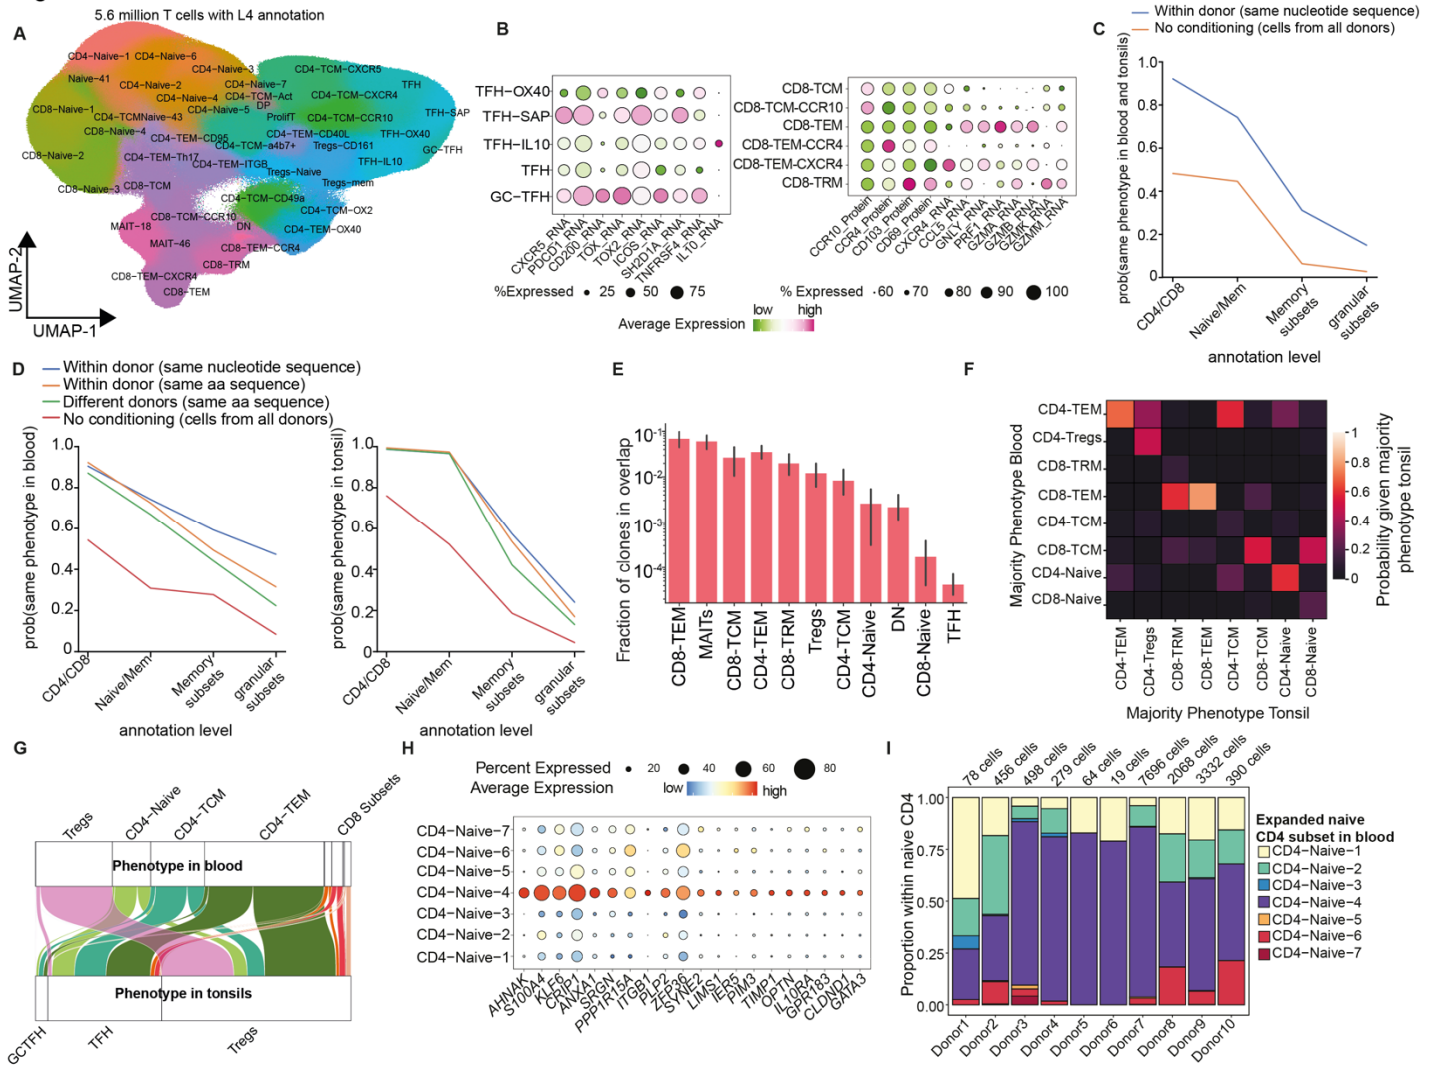 5.6 million T cells with L4 annotation
A
CD4-Naive-1 CD4-Naive-6
CD4-Naive-3
CD4-TCM-CXCR5
Naive-41
CD4-Naive-2
CD4-Naive-7
TFH
CD4-Naive-4
CD4-TCM-Act
CD4-TCM-CXCR4
DP
CD8-Naive-1
CD4-Naive-5
TFH-SAP
CD4-TCMNaive-43
ProlifT
CD4-TCM-CCR10
CD8-Naive-4
CD4-TEM-CD95
CD4-TEM-CD40L
TFH-OX40
CD4-TCM-a4b7+
Tregs-CD161
GC-TFH
CD8-Naive-2
CD4-TEM-Th17
CD4-TEM-ITGB
TFH-IL10
Tregs-Naive
CD8-Naive-3
CD8-TCM
Tregs-mem
CD4-TCM-CD49a
CD8-TCM-CCR10
CD4-TCM-OX2
MAIT-18
DN
CD4-TEM-OX40
MAIT-46
CD8-TEM-CCR4
CD8-TRM
CD8-TEM-CXCR4
CD8-TEM
UMAP-2
UMAP-1
B
TFH-OX40
TFH-SAP
TFH-IL10
TFH
GC-TFH
CXCR5_RNA
PDCD1_RNA
CD200_RNA
TOX_RNA
TOX2_RNA
ICOS_RNA
SH2D1A_RNA
TNFRSF4_RNA
IL10_RNA
%Expressed 25 50 75
CD8-TCM
CD8-TCM-CCR10
CD8-TEM
CD8-TEM-CCR4
CD8-TEM-CXCR4
CD8-TRM
CCR10_Protein
CCR4_Protein
CD103_Protein
CD69_Protein
CXCR4_RNA
CCL5_RNA
GNLY_RNA
PRF1_RNA
GZMA_RNA
GZMB_RNA
GZMK_RNA
GZMM_RNA
% Expressed 60 70 80 90 100
Average Expression low high
C
Within donor (same nucleotide sequence)
No conditioning (cells from all donors)
prob(same phenotype in blood and tonsils)
1.0
0.8
0.6
0.4
0.2
0
CD4/CD8
Naive/Mem
Memory subsets
granular subsets
annotation level
D
Within donor (same nucleotide sequence)
Within donor (same aa sequence)
Different donors (same aa sequence)
No conditioning (cells from all donors)
prob(same phenotype in blood)
1.0
0.8
0.6
0.4
0.2
0
CD4/CD8
Naive/Mem
Memory subsets
granular subsets
annotation level
prob(same phenotype in tonsil)
1.0
0.8
0.6
0.4
0.2
0
CD4/CD8
Naive/Mem
Memory subsets
granular subsets
annotation level
E
Fraction of clones in overlap
10-1
10-2
10-3
10-4
CD8-TEM
MAITs
CD8-TCM
CD4-TEM
CD8-TRM
Tregs
CD4-TCM
CD4-Naive
DN
CD8-Naive
TFH
F
Majority Phenotype Blood
CD4-TEM
CD4-Tregs
CD8-TRM
CD8-TEM
CD4-TCM
CD8-TCM
CD4-Naive
CD8-Naive
CD4-TEM
CD4-Tregs
CD8-TRM
CD8-TEM
CD4-TCM
CD8-TCM
CD4-Naive
CD8-Naive
Majority Phenotype Tonsil
1
0.8
0.6
0.4
0.2
0
Probability given majority
phenotype tonsil
G
Tregs
CD4-Naive
CD4-TCM
CD4-TEM
CD8 Subsets
Phenotype in blood
Phenotype in tonsils
GCTFH
TFH
Tregs
H
Percent Expressed 20 40 60 80
Average Expression low high
CD4-Naive-7
CD4-Naive-6
CD4-Naive-5
CD4-Naive-4
CD4-Naive-3
CD4-Naive-2
CD4-Naive-1
AHNAK
S100A4
KLF6
CRIP1
ANXA1
SRGN
PPP1R15A
ITGB1
PLP2
ZFP36
SYNE2
LIMS1
IER5
PIM3
TIMP1
OPTN
IL10RA
GPR183
CLDND1
GATA3
I
78 cells
456 cells
498 cells
279 cells
64 cells
19 cells
7696 cells
2068 cells
3332 cells
390 cells
Proportion within naive CD4
1.00
0.75
0.50
0.25
0.00
Donor1
Donor2
Donor3
Donor4
Donor5
Donor6
Donor7
Donor8
Donor9
Donor10
Expanded naive
CD4 subset in blood
CD4-Naive-1
CD4-Naive-2
CD4-Naive-3
CD4-Naive-4
CD4-Naive-5
CD4-Naive-6
CD4-Naive-7